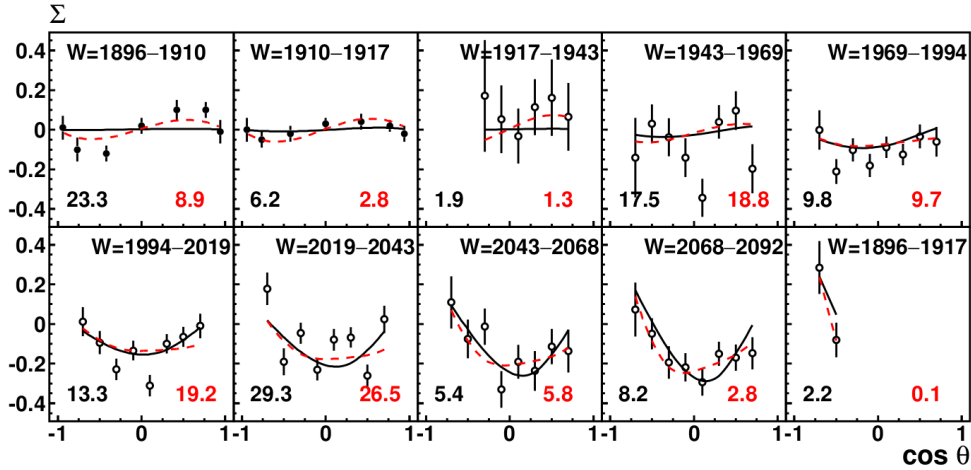 Σ
W=1896–1910 W=1910–1917 W=1917–1943 W=1943–1969 W=1969–1994
0.4
0.2
0
-0.2
-0.4
23.3 8.9 6.2 2.8 1.9 1.3 17.5 18.8 9.8 9.7
W=1994–2019 W=2019–2043 W=2043–2068 W=2068–2092 W=1896–1917
0.4
0.2
0
-0.2
-0.4
13.3 19.2 29.3 26.5 5.4 5.8 8.2 2.8 2.2 0.1
-1 0 1 -1 0 1 -1 0 1 -1 0 1 -1 0 1
cos θ